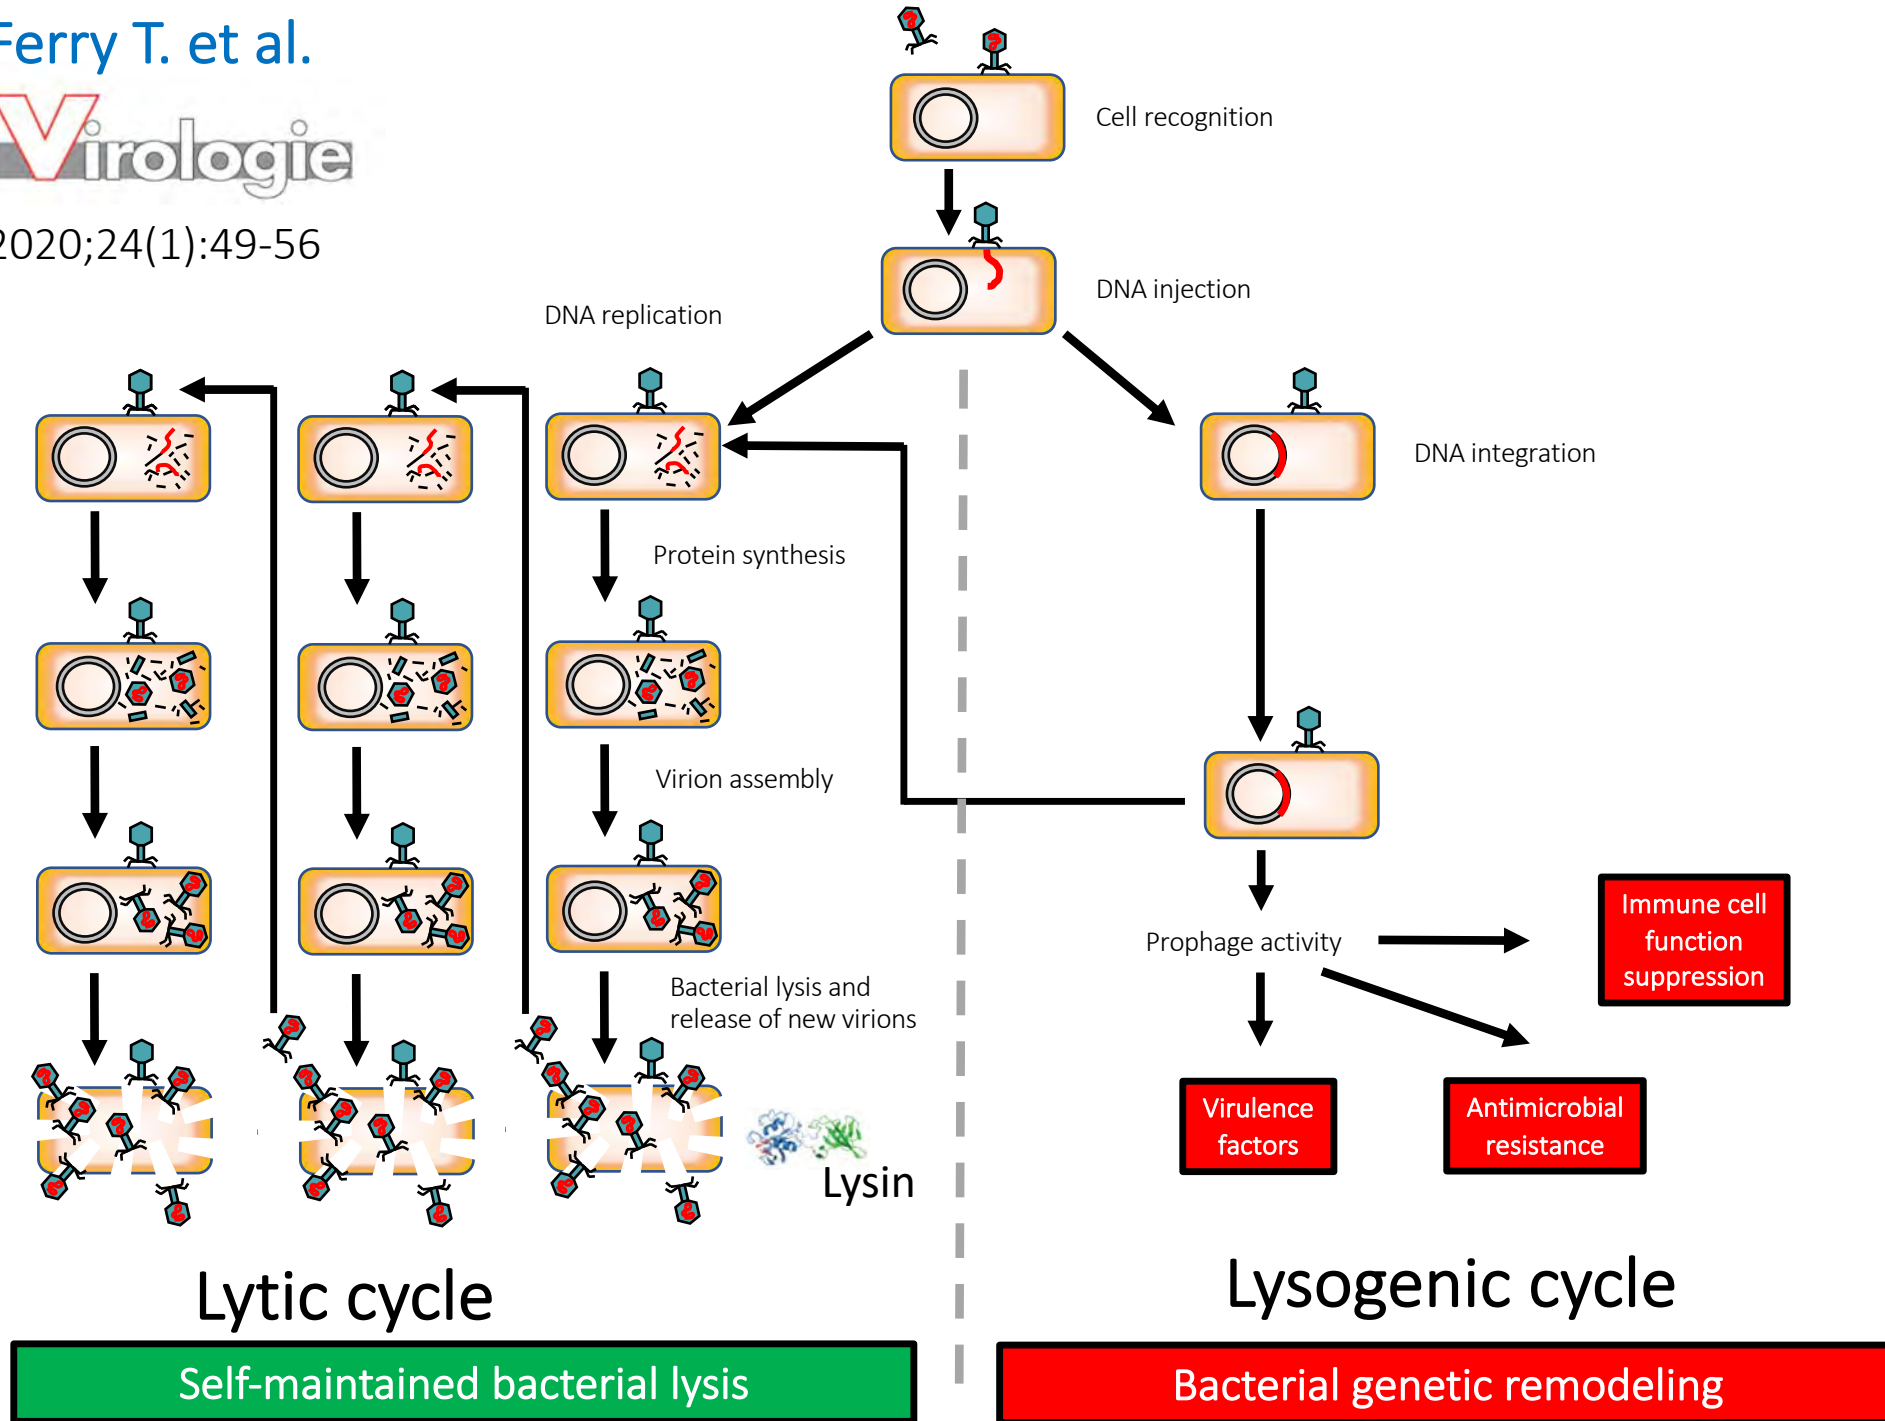 Ferry T. et al.
Virologie
2020;24(1):49-56
Cell recognition
DNA injection
DNA replication
DNA integration
Protein synthesis
Virion assembly
Bacterial lysis and
release of new virions
Lysin
Prophage activity
Immune cell
function
suppression
Virulence
factors
Antimicrobial
resistance
Lytic cycle
Lysogenic cycle
Self-maintained bacterial lysis
Bacterial genetic remodeling